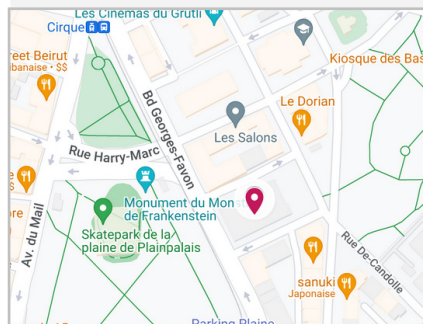 Les Cinémas du Grütli
Cirque
reet Beirut
ibanaise • $$
Kiosque des Bas
Bd Georges-Favon
Le Dorian
Les Salons
Rue Harry-Marc
Monument du Mon
de Frankenstein
Av. du Mail
Skatepark de la
plaine de Plainpalais
Rue De-Candolle
sanuki
Japonaise
Parking Plaine